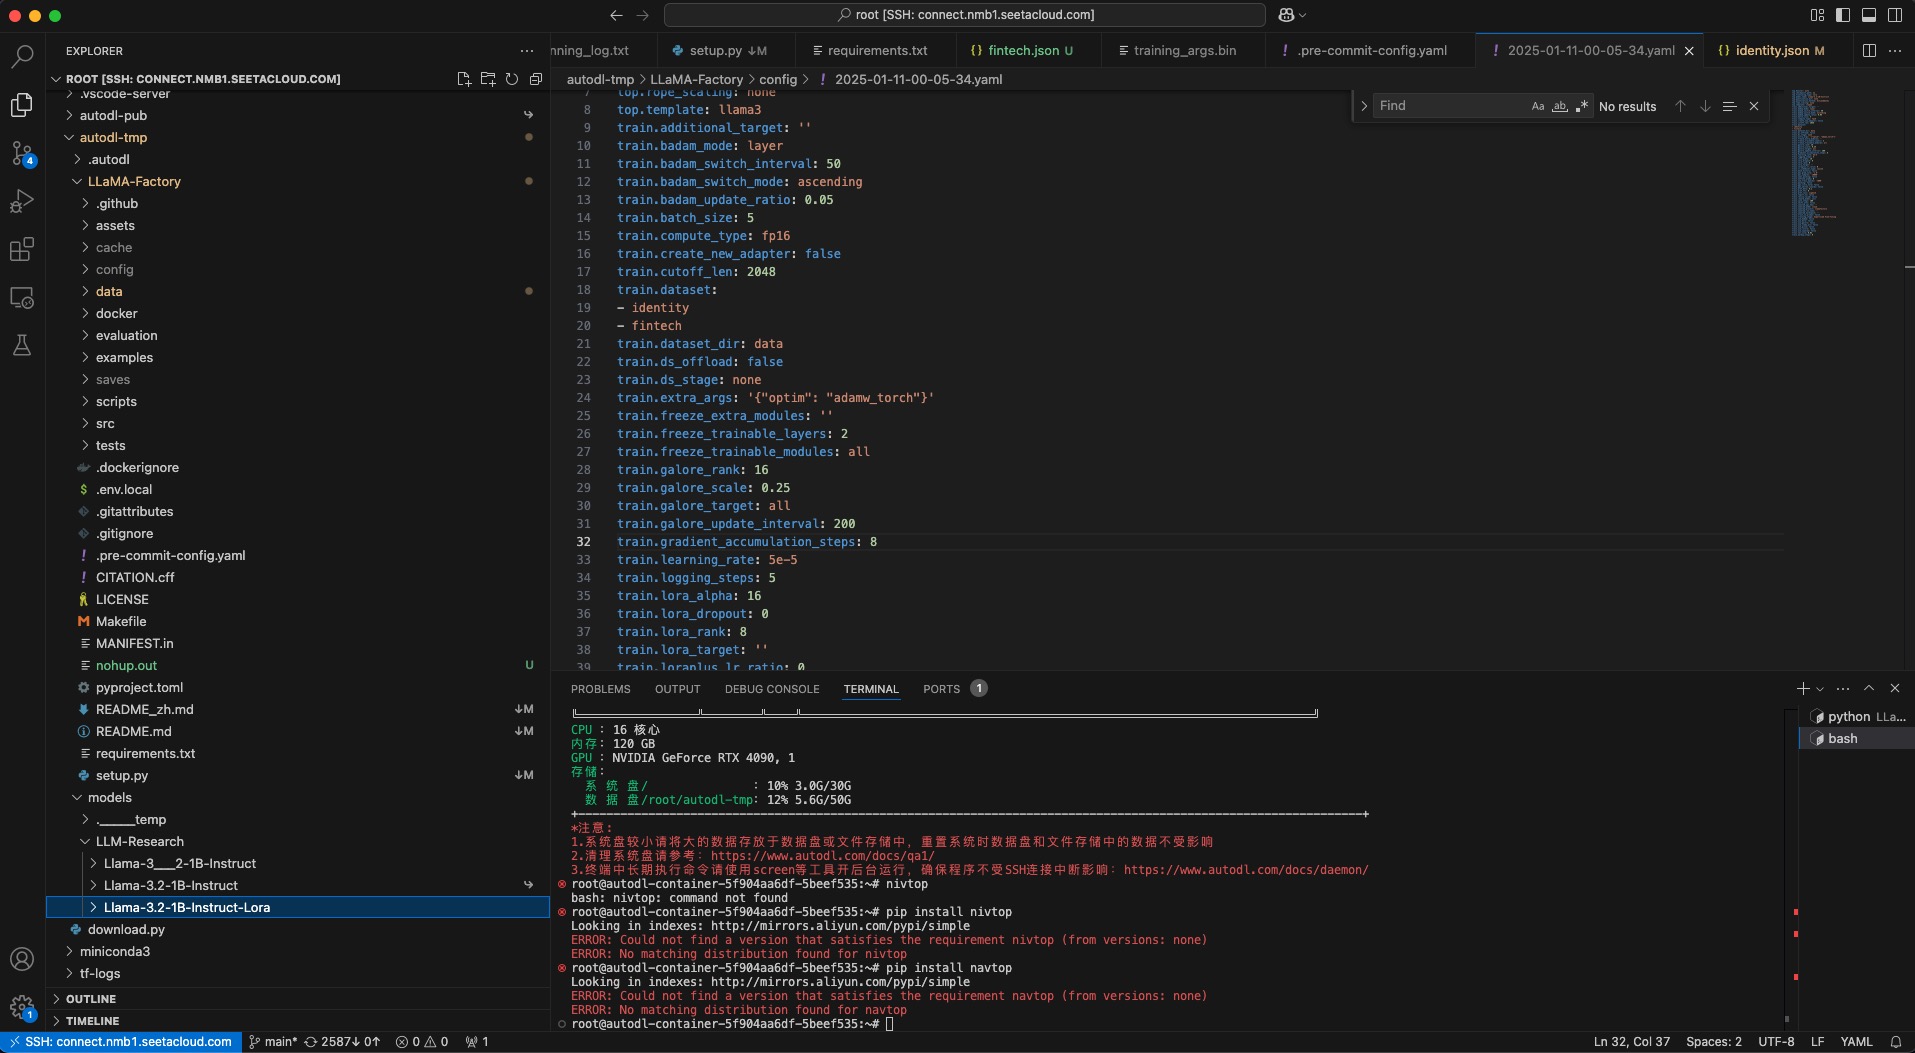 root [SSH: connect.nmb1.seetacloud.com]
EXPLORER
ROOT [SSH: CONNECT.NMB1.SEETACLOUD.COM]
.vscode-server
autodl-pub
autodl-tmp
.autodl
LLaMA-Factory
.github
assets
cache
config
data
docker
evaluation
examples
saves
scripts
src
tests
.dockerignore
.env.local
.gitattributes
.gitignore
.pre-commit-config.yaml
CITATION.cff
LICENSE
Makefile
MANIFEST.in
nohup.out U
pyproject.toml
README_zh.md ↓M
README.md ↓M
requirements.txt
setup.py ↓M
models
.______temp
LLM-Research
Llama-3___2-1B-Instruct
Llama-3.2-1B-Instruct
Llama-3.2-1B-Instruct-Lora
download.py
miniconda3
tf-logs
OUTLINE
TIMELINE
4
1
nning_log.txt setup.py ↓M requirements.txt {} fintech.json U training_args.bin ! .pre-commit-config.yaml ! 2025-01-11-00-05-34.yaml {} identity.json M
autodl-tmp > LLaMA-Factory > config > ! 2025-01-11-00-05-34.yaml
Find Aa ab .* No results
7 top.rope_scaling: none
8 top.template: llama3
9 train.additional_target: ''
10 train.badam_mode: layer
11 train.badam_switch_interval: 50
12 train.badam_switch_mode: ascending
13 train.badam_update_ratio: 0.05
14 train.batch_size: 5
15 train.compute_type: fp16
16 train.create_new_adapter: false
17 train.cutoff_len: 2048
18 train.dataset:
19 - identity
20 - fintech
21 train.dataset_dir: data
22 train.ds_offload: false
23 train.ds_stage: none
24 train.extra_args: '{"optim": "adamw_torch"}'
25 train.freeze_extra_modules: ''
26 train.freeze_trainable_layers: 2
27 train.freeze_trainable_modules: all
28 train.galore_rank: 16
29 train.galore_scale: 0.25
30 train.galore_target: all
31 train.galore_update_interval: 200
32 train.gradient_accumulation_steps: 8
33 train.learning_rate: 5e-5
34 train.logging_steps: 5
35 train.lora_alpha: 16
36 train.lora_dropout: 0
37 train.lora_rank: 8
38 train.lora_target: ''
39 train.loraplus_lr_ratio: 0
PROBLEMS OUTPUT DEBUG CONSOLE TERMINAL PORTS 1
CPU : 16 核心
内存: 120 GB
GPU : NVIDIA GeForce RTX 4090, 1
存储:
系 统 盘/ : 10% 3.0G/30G
数 据 盘/root/autodl-tmp: 12% 5.6G/50G
*注意:
1.系统盘较小请将大的数据存放于数据盘或文件存储中，重置系统时数据盘和文件存储中的数据不受影响
2.清理系统盘请参考：https://www.autodl.com/docs/qa1/
3.终端中长期执行命令请使用screen等工具开后台运行，确保程序不受SSH连接中断影响：https://www.autodl.com/docs/daemon/
root@autodl-container-5f904aa6df-5beef535:~# nivtop
bash: nivtop: command not found
root@autodl-container-5f904aa6df-5beef535:~# pip install nivtop
Looking in indexes: http://mirrors.aliyun.com/pypi/simple
ERROR: Could not find a version that satisfies the requirement nivtop (from versions: none)
ERROR: No matching distribution found for nivtop
root@autodl-container-5f904aa6df-5beef535:~# pip install navtop
Looking in indexes: http://mirrors.aliyun.com/pypi/simple
ERROR: Could not find a version that satisfies the requirement navtop (from versions: none)
ERROR: No matching distribution found for navtop
root@autodl-container-5f904aa6df-5beef535:~#
python LLa...
bash
SSH: connect.nmb1.seetacloud.com main* 2587↓ 0↑ 0 0 1 Ln 32, Col 37 Spaces: 2 UTF-8 LF YAML